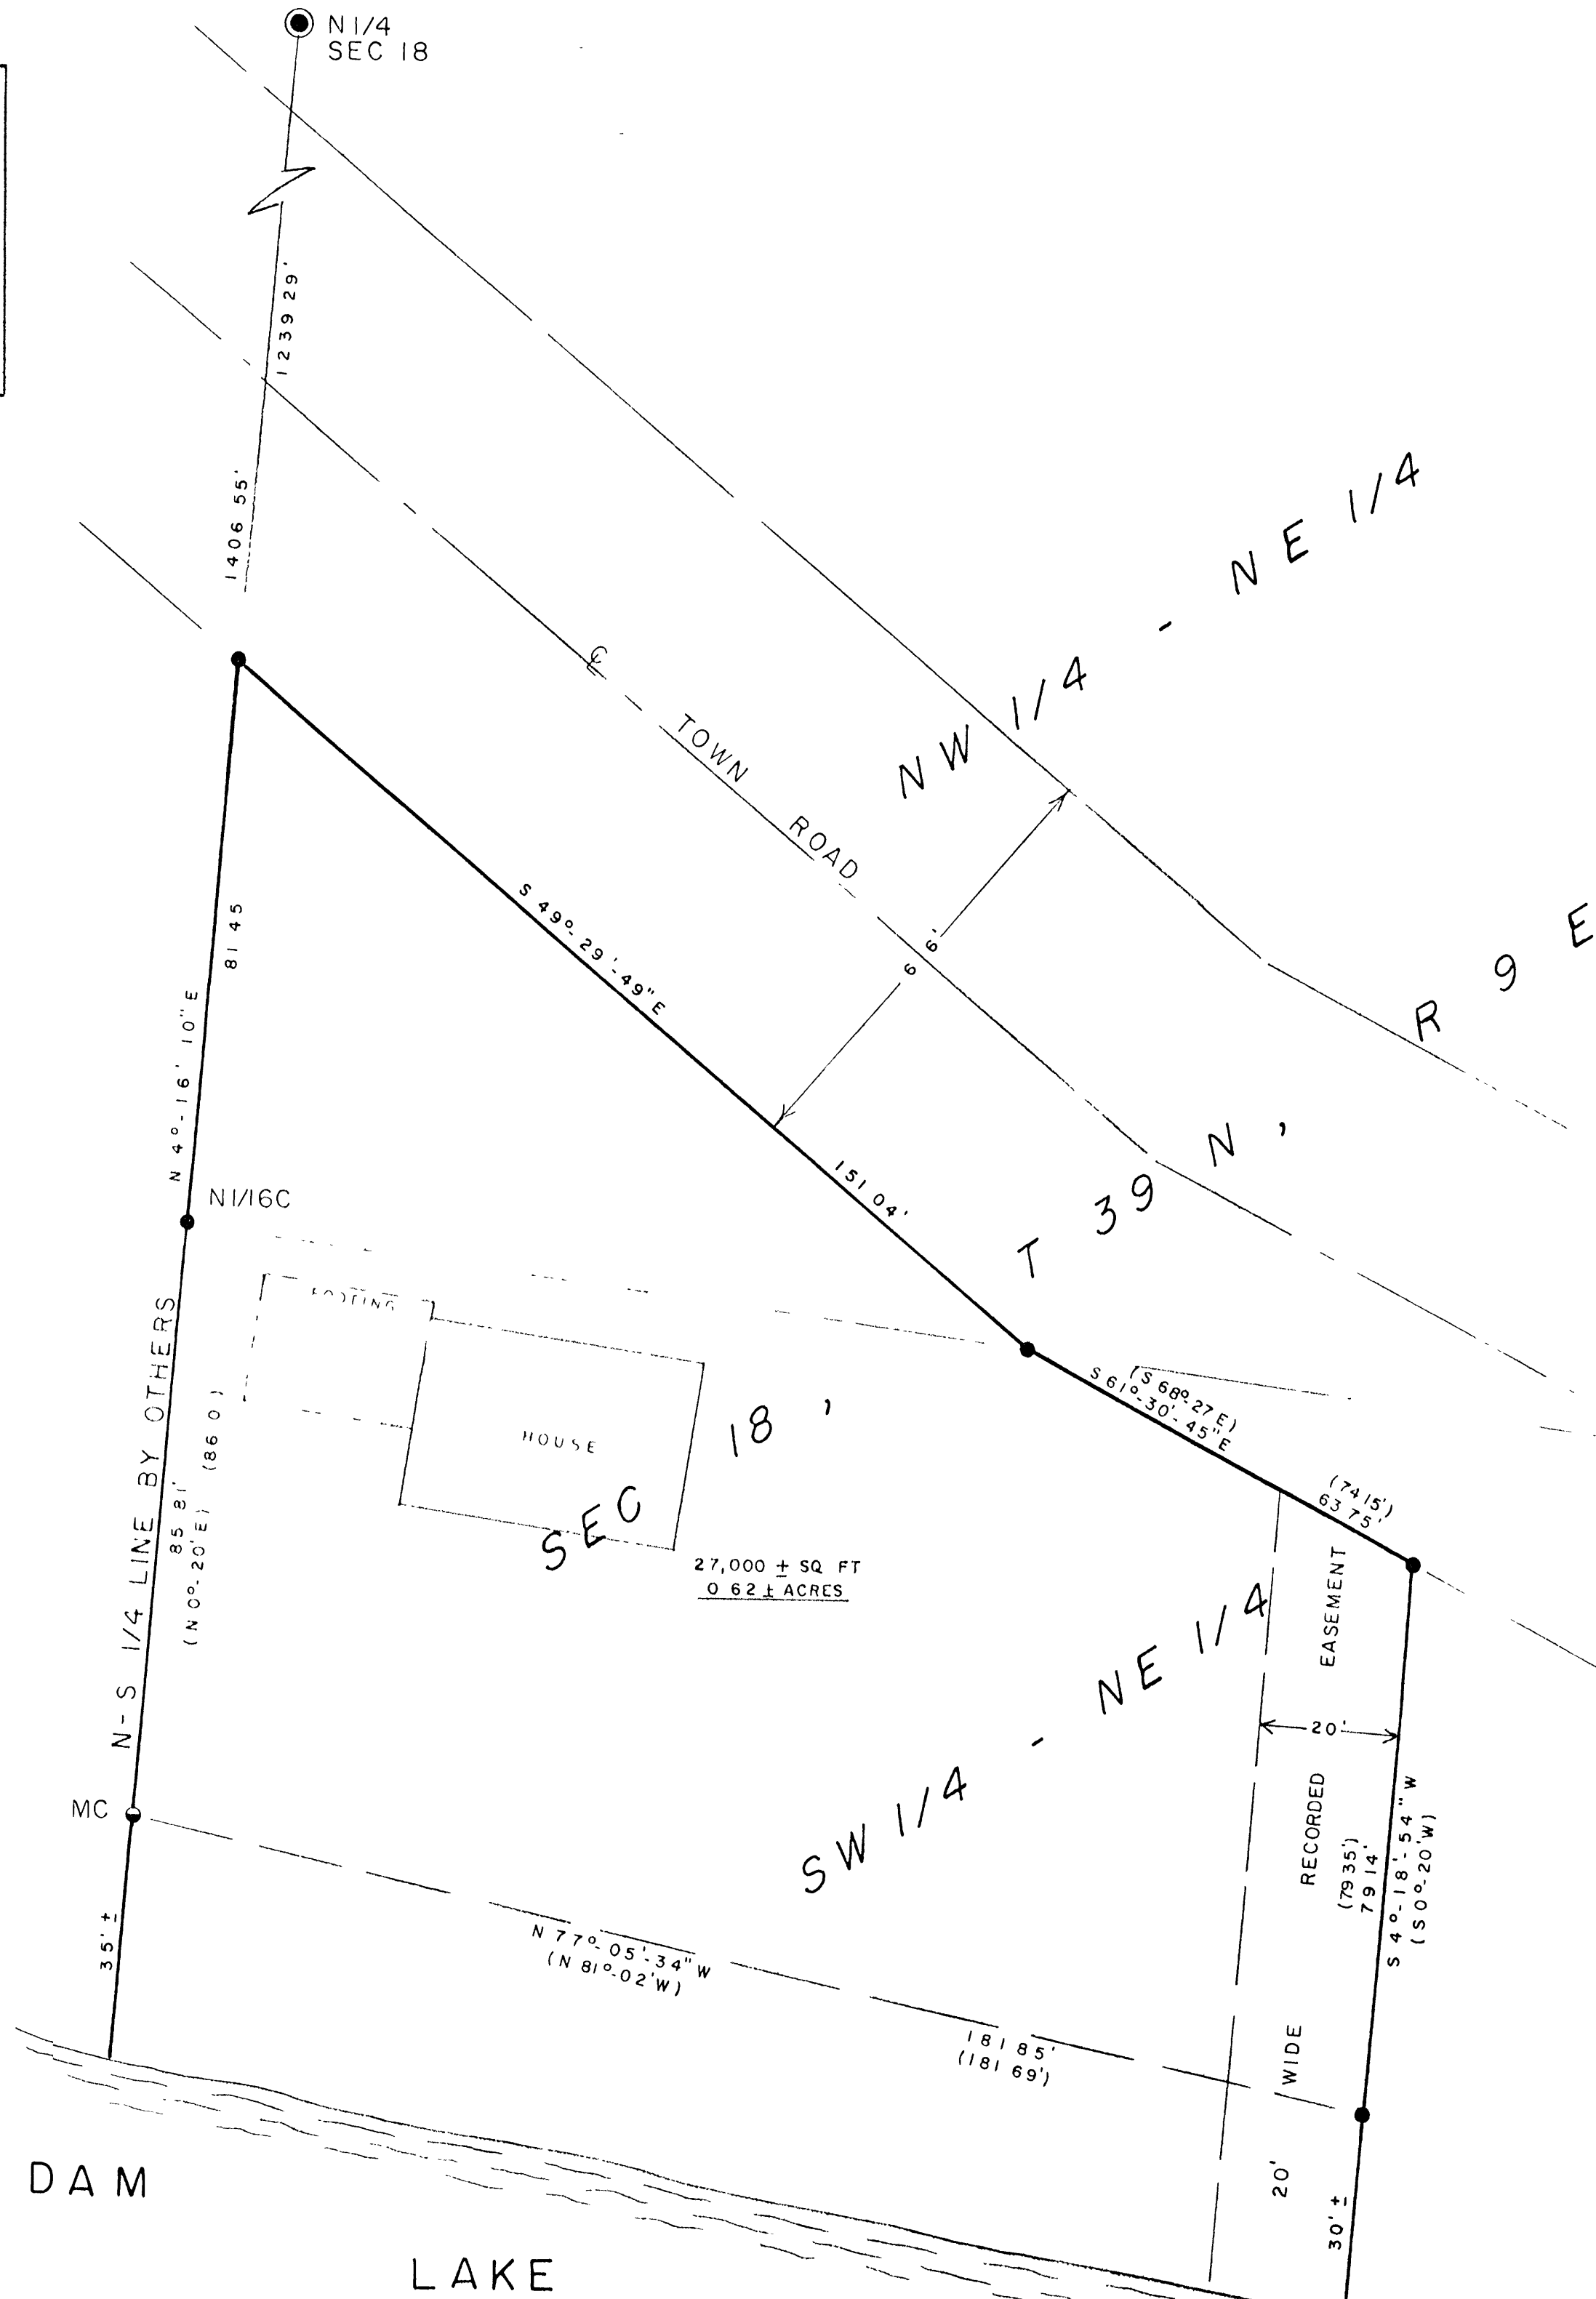 N 1/4
SEC 18
1239 29'
1406 55'
NW 1/4 - NE 1/4
℄
TOWN ROAD
66'
R 9 E
81 45
N 4°-16' 10" E
S 49°-29'-49" E
151 04'
T 39 N,
N 1/16C
FOOTING
HOUSE
SEC 18,
(S 68°-27 E)
S 61°-30'-45" E
(74 15')
63 75'
N-S 1/4 LINE BY OTHERS
85 81'
(N 0°-20' E) (86 0)
27,000 ± SQ FT
0 62 ± ACRES
SW 1/4 - NE 1/4
20' WIDE RECORDED EASEMENT
20'
(79 35')
79 14'
S 4°-18'-54" W
(S 0°-20' W)
MC
35' ±
N 77°-05'-34" W
(N 81°-02' W)
181 85'
(181 69')
30' ±
DAM
LAKE